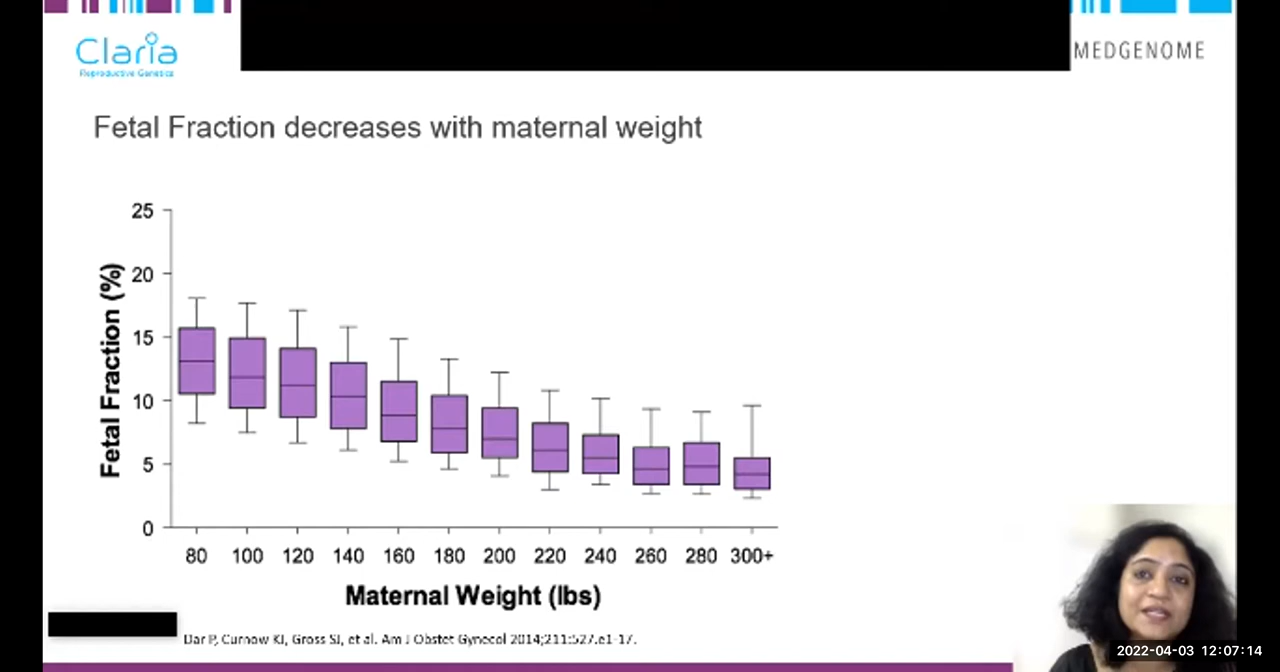 Claria
Reproductive Genetics
MEDGENOME
Fetal Fraction decreases with maternal weight
25
20
15
10
5
0
Fetal Fraction (%)
80 100 120 140 160 180 200 220 240 260 280 300+
Maternal Weight (lbs)
Dar P, Curnow KJ, Gross SJ, et al. Am J Obstet Gynecol 2014;211:527.e1-17.
2022-04-03 12:07:14